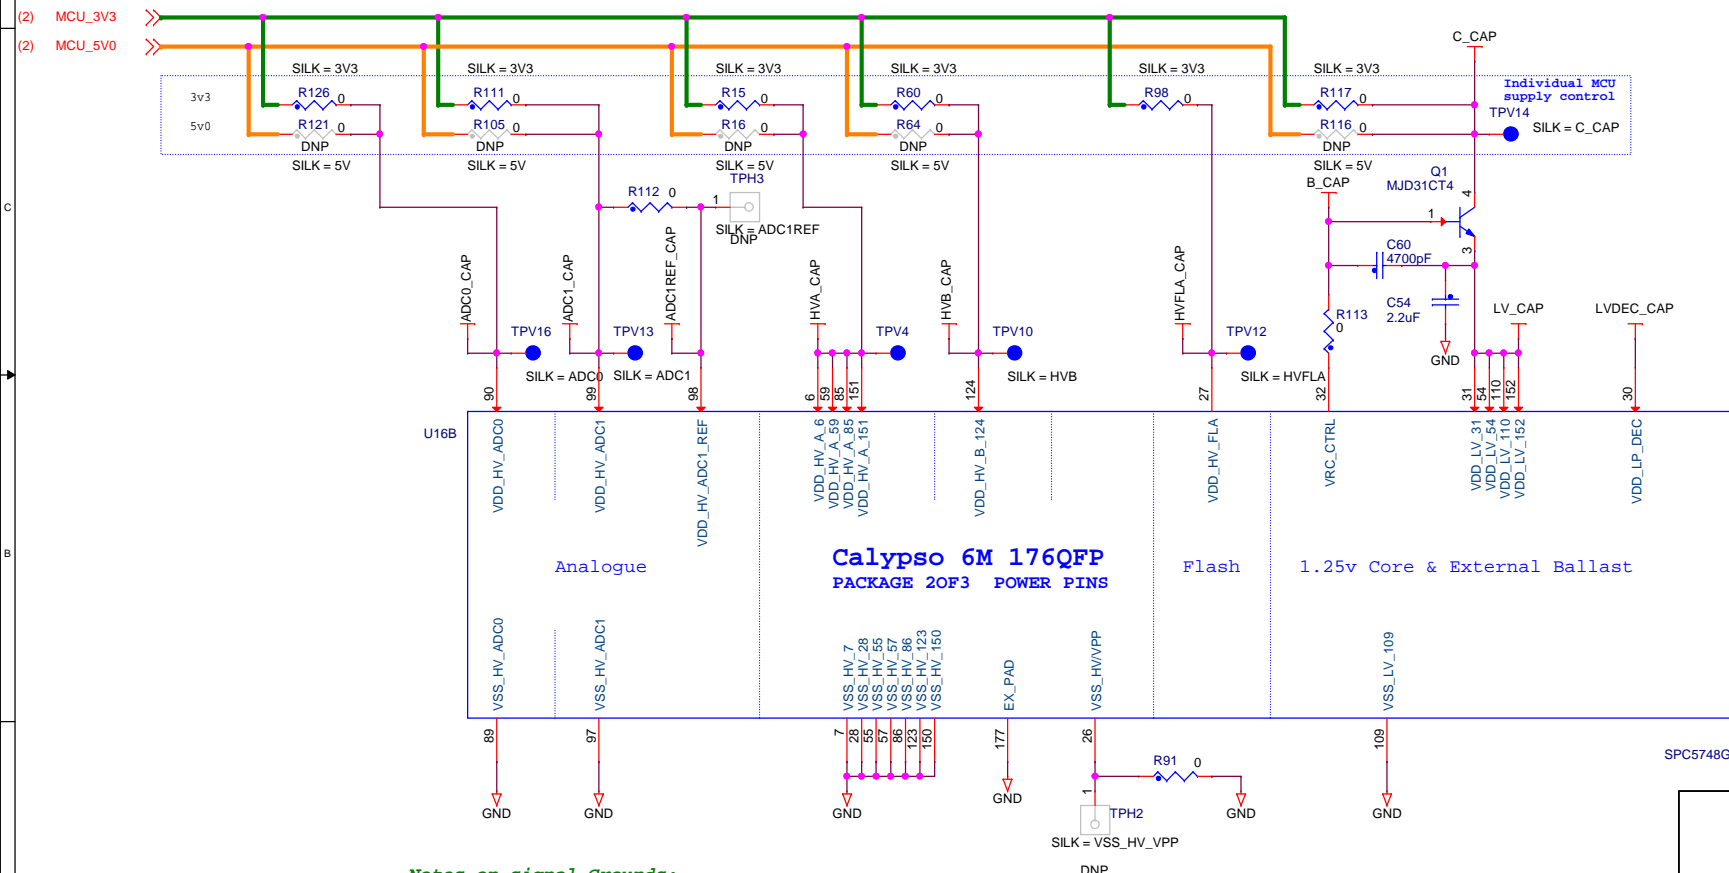 (2) MCU_3V3
(2) MCU_5V0
C_CAP
SILK = 3V3 SILK = 3V3 SILK = 3V3 SILK = 3V3 SILK = 3V3 SILK = 3V3
Individual MCU
supply control
3v3 R126 0 R111 0 R15 0 R60 0 R98 0 R117 0
TPV14
5v0 R121 0 R105 0 R16 0 R64 0 R116 0 SILK = C_CAP
DNP DNP DNP DNP DNP
SILK = 5V SILK = 5V SILK = 5V SILK = 5V SILK = 5V
TPH3 B_CAP
Q1
MJD31CT4
R112 0 1 4
C
1
SILK = ADC1REF
DNP
3
C60
4700pF
ADC0_CAP ADC1_CAP ADC1REF_CAP HVA_CAP HVB_CAP HVFLA_CAP
C54
2.2uF
LV_CAP LVDEC_CAP
R113
0
TPV16 TPV13 TPV4 TPV10 TPV12
GND
SILK = ADC0 SILK = ADC1 SILK = HVB SILK = HVFLA
90 99 98 6 59 85 151 124 27 32 31 54 110 152 30
U16B
VDD_HV_ADC0 VDD_HV_ADC1 VDD_HV_ADC1_REF VDD_HV_A_6 VDD_HV_A_59 VDD_HV_A_85 VDD_HV_A_151 VDD_HV_B_124 VDD_HV_FLA VRC_CTRL VDD_LV_31 VDD_LV_54 VDD_LV_110 VDD_LV_152 VDD_LP_DEC
B
Calypso 6M 176QFP
Analogue Flash 1.25v Core & External Ballast
PACKAGE 2OF3 POWER PINS
VSS_HV_ADC0 VSS_HV_ADC1 VSS_HV_7 VSS_HV_28 VSS_HV_55 VSS_HV_57 VSS_HV_86 VSS_HV_123 VSS_HV_150 EX_PAD VSS_HV/VPP VSS_LV_109
89 97 7 28 55 57 86 123 150 177 26 109
SPC5748G
R91 0
1
GND GND GND GND GND GND
TPH2
SILK = VSS_HV_VPP
DNP
Notes on signal Grounds: